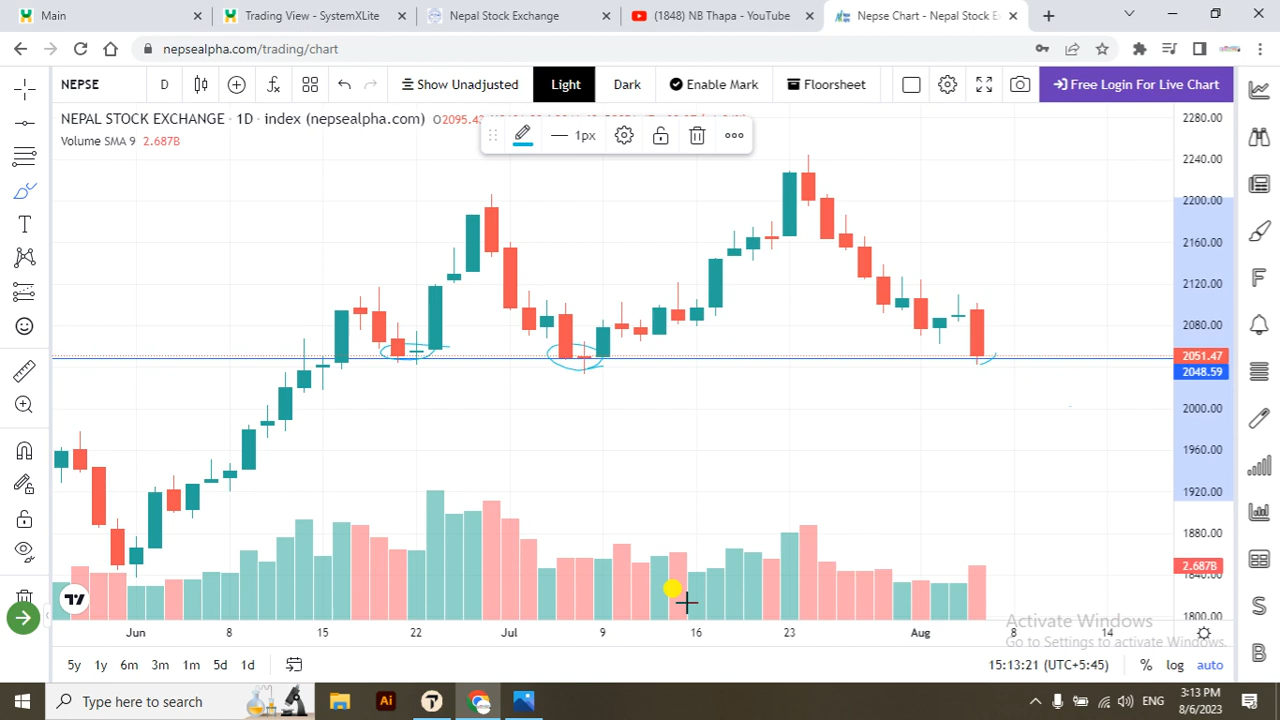 Main
Trading View - SystemXLite
Nepal Stock Exchange
(1848) NB Thapa - YouTube
Nepse Chart - Nepal Stock E
nepsealpha.com/trading/chart
NEPSE
D
Show Unadjusted
Light
Dark
Enable Mark
Floorsheet
Free Login For Live Chart
NEPAL STOCK EXCHANGE · 1D · index (nepsealpha.com)
1px
Volume SMA 9 2.687B
2280.00
2240.00
2200.00
2160.00
2120.00
2080.00
2051.47
2048.59
2000.00
1960.00
1920.00
1880.00
2.687B
1840.00
1800.00
Activate Windows
Go to Settings to activate Windows.
Jun
8
15
22
Jul
9
16
23
Aug
8
14
5y
1y
6m
3m
1m
5d
1d
15:13:21 (UTC+5:45)
%
log
auto
T
F
S
B
Type here to search
Ai
ENG
3:13 PM
8/6/2023